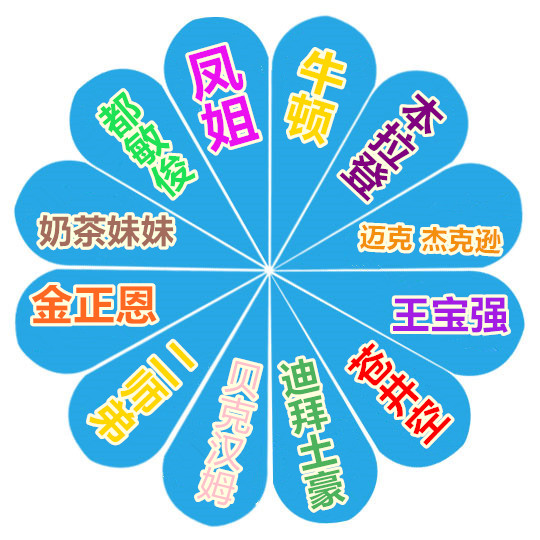 牛顿
本拉登
迈克 杰克逊
王宝强
苍井空
迪拜土豪
贝克汉姆
二师弟
金正恩
奶茶妹妹
都敏俊
凤姐